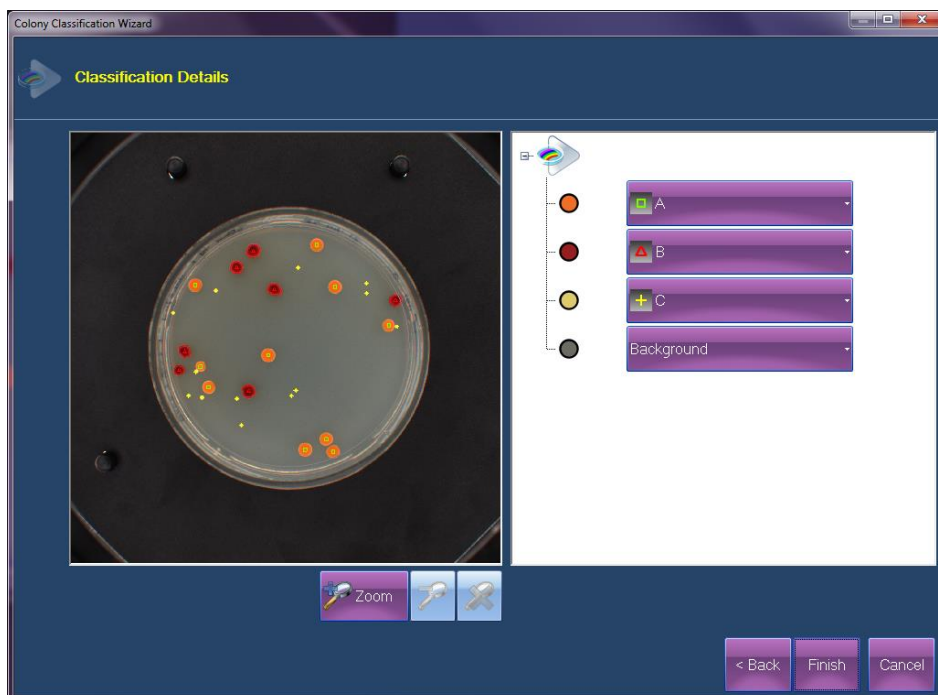 Colony Classification Wizard
Classification Details
A
B
C
Background
Zoom
< Back
Finish
Cancel